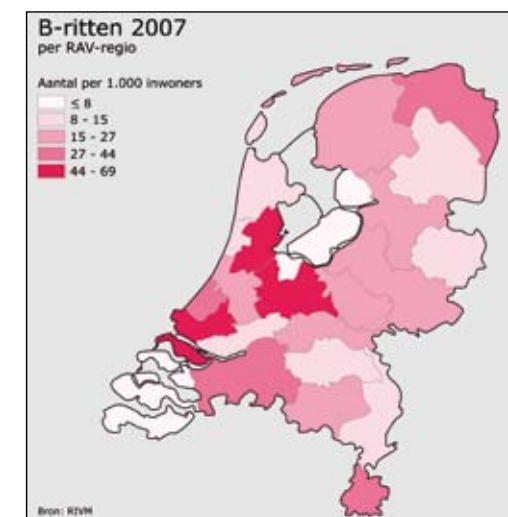 B-ritten 2007
per RAV-regio
Aantal per 1.000 inwoners
≤ 8
8 - 15
15 - 27
27 - 44
44 - 69
Bron: RIVM